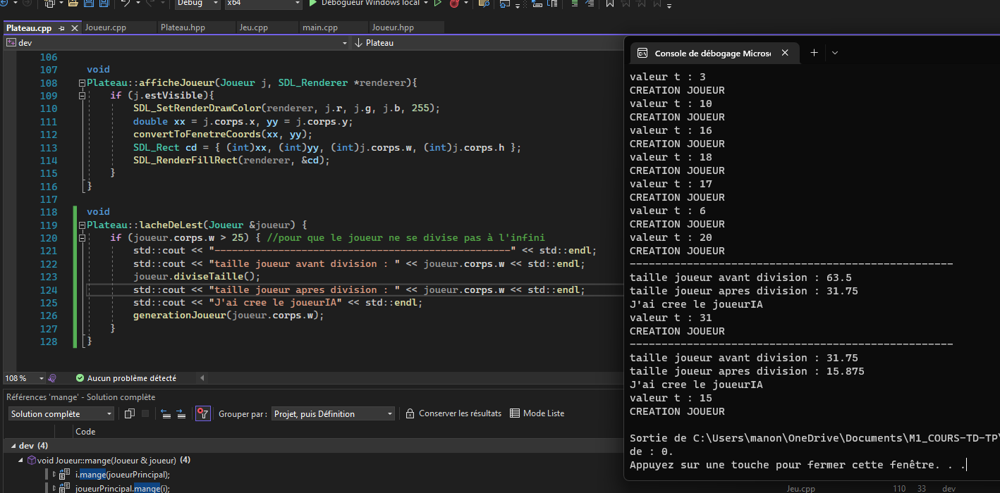 Debug x64 Débogueur Windows local
Plateau.cpp Joueur.cpp Plateau.hpp Jeu.cpp main.cpp Joueur.hpp
dev Plateau
106
107 void
108 Plateau::afficheJoueur(Joueur j, SDL_Renderer *renderer){
109 if (j.estVisible){
110 SDL_SetRenderDrawColor(renderer, j.r, j.g, j.b, 255);
111 double xx = j.corps.x, yy = j.corps.y;
112 convertToFenetreCoords(xx, yy);
113 SDL_Rect cd = { (int)xx, (int)yy, (int)j.corps.w, (int)j.corps.h };
114 SDL_RenderFillRect(renderer, &cd);
115 }
116 }
117
118 void
119 Plateau::lacheDeLest(Joueur &joueur) {
120 if (joueur.corps.w > 25) { //pour que le joueur ne se divise pas à l'infini
121 std::cout << "---------------------------------------------------" << std::endl;
122 std::cout << "taille joueur avant division : " << joueur.corps.w << std::endl;
123 joueur.diviseTaille();
124 std::cout << "taille joueur apres division : " << joueur.corps.w << std::endl;
125 std::cout << "J'ai cree le joueurIA" << std::endl;
126 generationJoueur(joueur.corps.w);
127 }
128 }
108 % Aucun problème détecté
Références 'mange' - Solution complète
Solution complète Grouper par : Projet, puis Définition Conserver les résultats Mode Liste
Code
dev (4)
void Joueur::mange(Joueur & joueur) (4)
i.mange(joueurPrincipal);
joueurPrincipal.mange(i);
Jeu.cpp 110 33 dev
Console de débogage Micros
valeur t : 3
CREATION JOUEUR
valeur t : 10
CREATION JOUEUR
valeur t : 16
CREATION JOUEUR
valeur t : 18
CREATION JOUEUR
valeur t : 17
CREATION JOUEUR
valeur t : 6
CREATION JOUEUR
valeur t : 20
CREATION JOUEUR
---------------------------------------------------
taille joueur avant division : 63.5
taille joueur apres division : 31.75
J'ai cree le joueurIA
valeur t : 31
CREATION JOUEUR
---------------------------------------------------
taille joueur avant division : 31.75
taille joueur apres division : 15.875
J'ai cree le joueurIA
valeur t : 15
CREATION JOUEUR
Sortie de C:\Users\manon\OneDrive\Documents\M1_COURS-TD-TP\
de : 0.
Appuyez sur une touche pour fermer cette fenêtre. . .